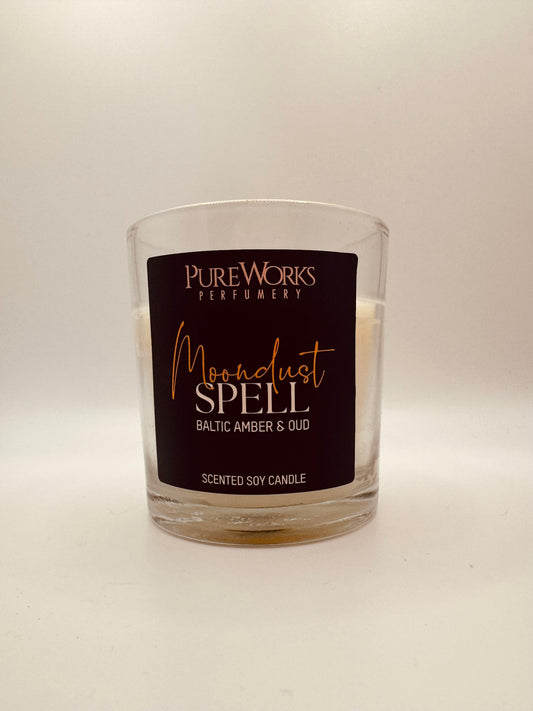 PUREWORKS
PERFUMERY
Moondust
SPELL
BALTIC AMBER & OUD
SCENTED SOY CANDLE